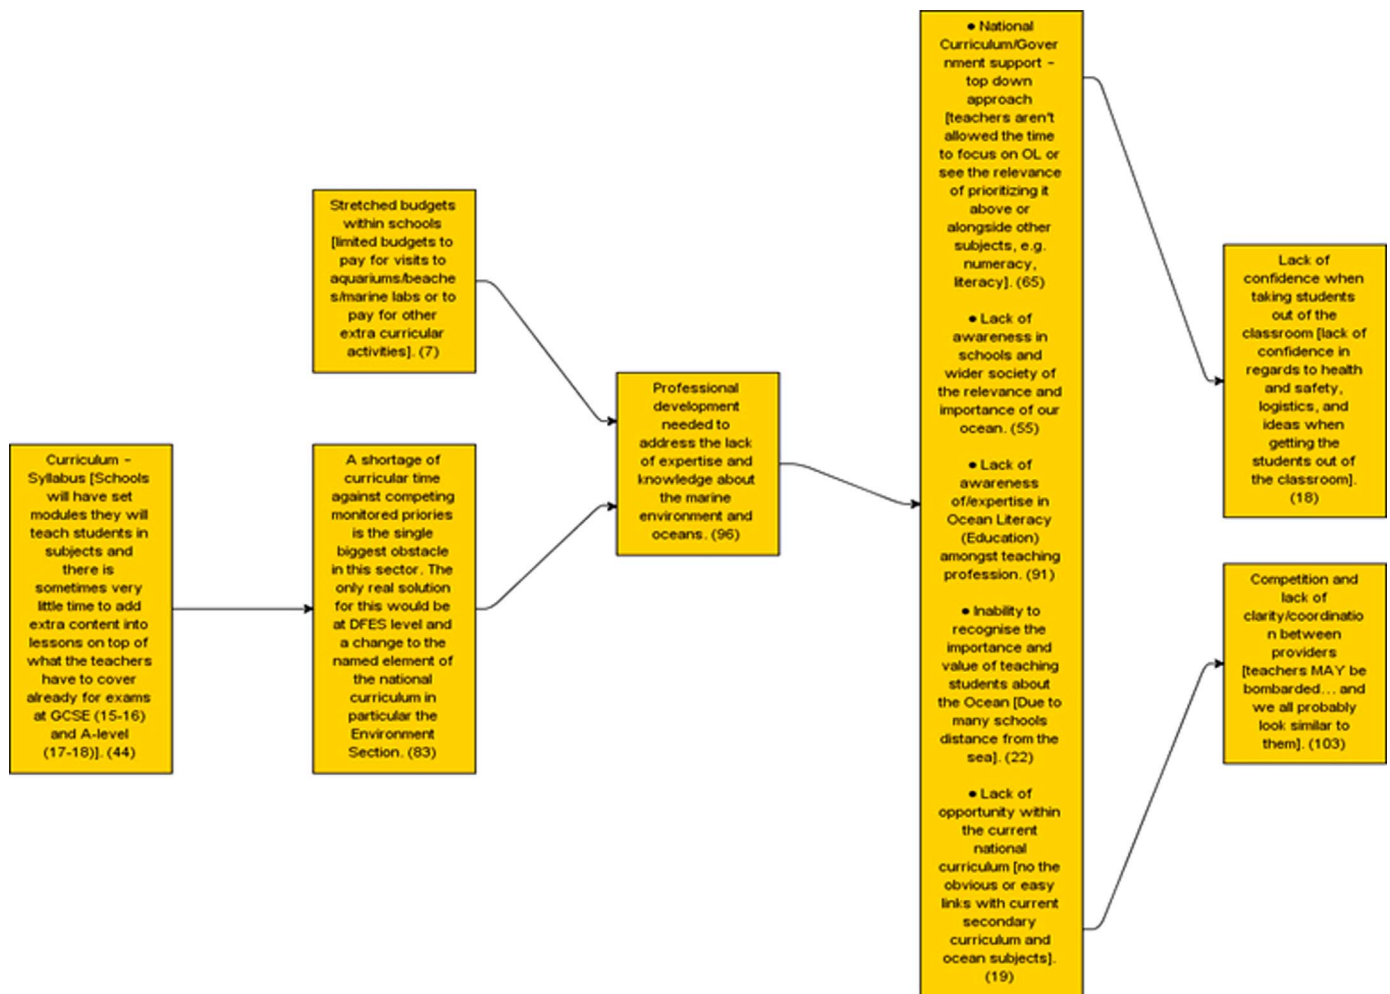 Curriculum –
Syllabus [Schools
will have set
modules they will
teach students in
subjects and
there is
sometimes very
little time to add
extra content into
lessons on top of
what the teachers
have to cover
already for exams
at GCSE (15-16)
and A-level
(17-18)]. (44)
Stretched budgets
within schools
[limited budgets to
pay for visits to
aquariums/beache
s/marine labs or to
pay for other
extra curricular
activities]. (7)
A shortage of
curricular time
against competing
monitored priories
is the single
biggest obstacle
in this sector. The
only real solution
for this would be
at DFES level and
a change to the
named element of
the national
curriculum in
particular the
Environment
Section. (83)
Professional
development
needed to
address the lack
of expertise and
knowledge about
the marine
environment and
oceans. (96)
● National
Curriculum/Gover
nment support –
top down
approach
[teachers aren't
allowed the time
to focus on OL or
see the relevance
of prioritizing it
above or
alongside other
subjects, e.g.
numeracy,
literacy]. (65)
● Lack of
awareness in
schools and
wider society of
the relevance and
importance of our
ocean. (55)
● Lack of
awareness
of/expertise in
Ocean Literacy
(Education)
amongst teaching
profession. (91)
● Inability to
recognise the
importance and
value of teaching
students about
the Ocean [Due to
many schools
distance from the
sea]. (22)
● Lack of
opportunity within
the current
national
curriculum [no the
obvious or easy
links with current
secondary
curriculum and
ocean subjects].
(19)
Lack of
confidence when
taking students
out of the
classroom [lack of
confidence in
regards to health
and safety,
logistics, and
ideas when
getting the
students out of
the classroom].
(18)
Competition and
lack of
clarity/coordinatio
n between
providers
[teachers MAY be
bombarded... and
we all probably
look similar to
them]. (103)